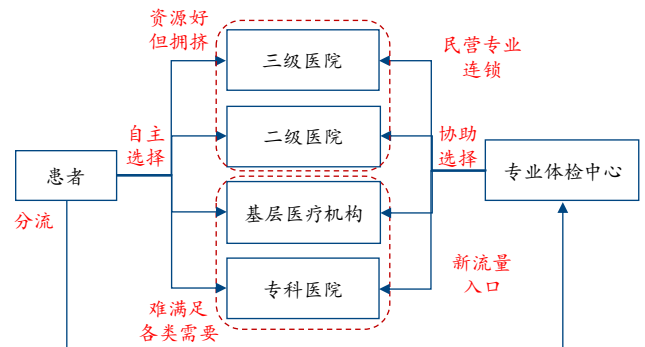 资源好
但拥挤
三级医院
民营专业
连锁
自主
选择
二级医院
协助
选择
患者
专业体检中心
分流
基层医疗机构
专科医院
新流量
入口
难满足
各类需要